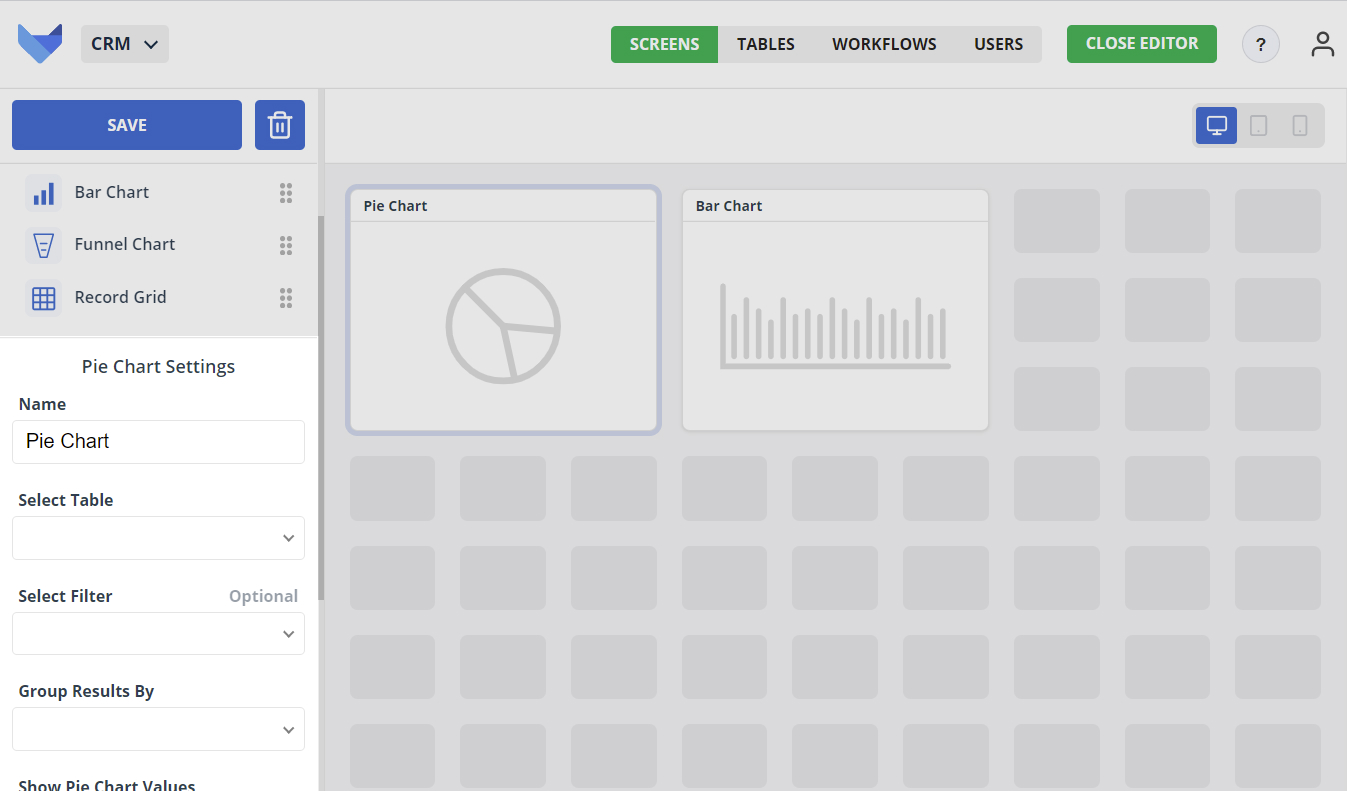 CRM
SCREENS TABLES WORKFLOWS USERS
CLOSE EDITOR
?
SAVE
Bar Chart
Funnel Chart
Record Grid
Pie Chart Settings
Name
Pie Chart
Select Table
Select Filter Optional
Group Results By
Show Pie Chart Values
Pie Chart
Bar Chart